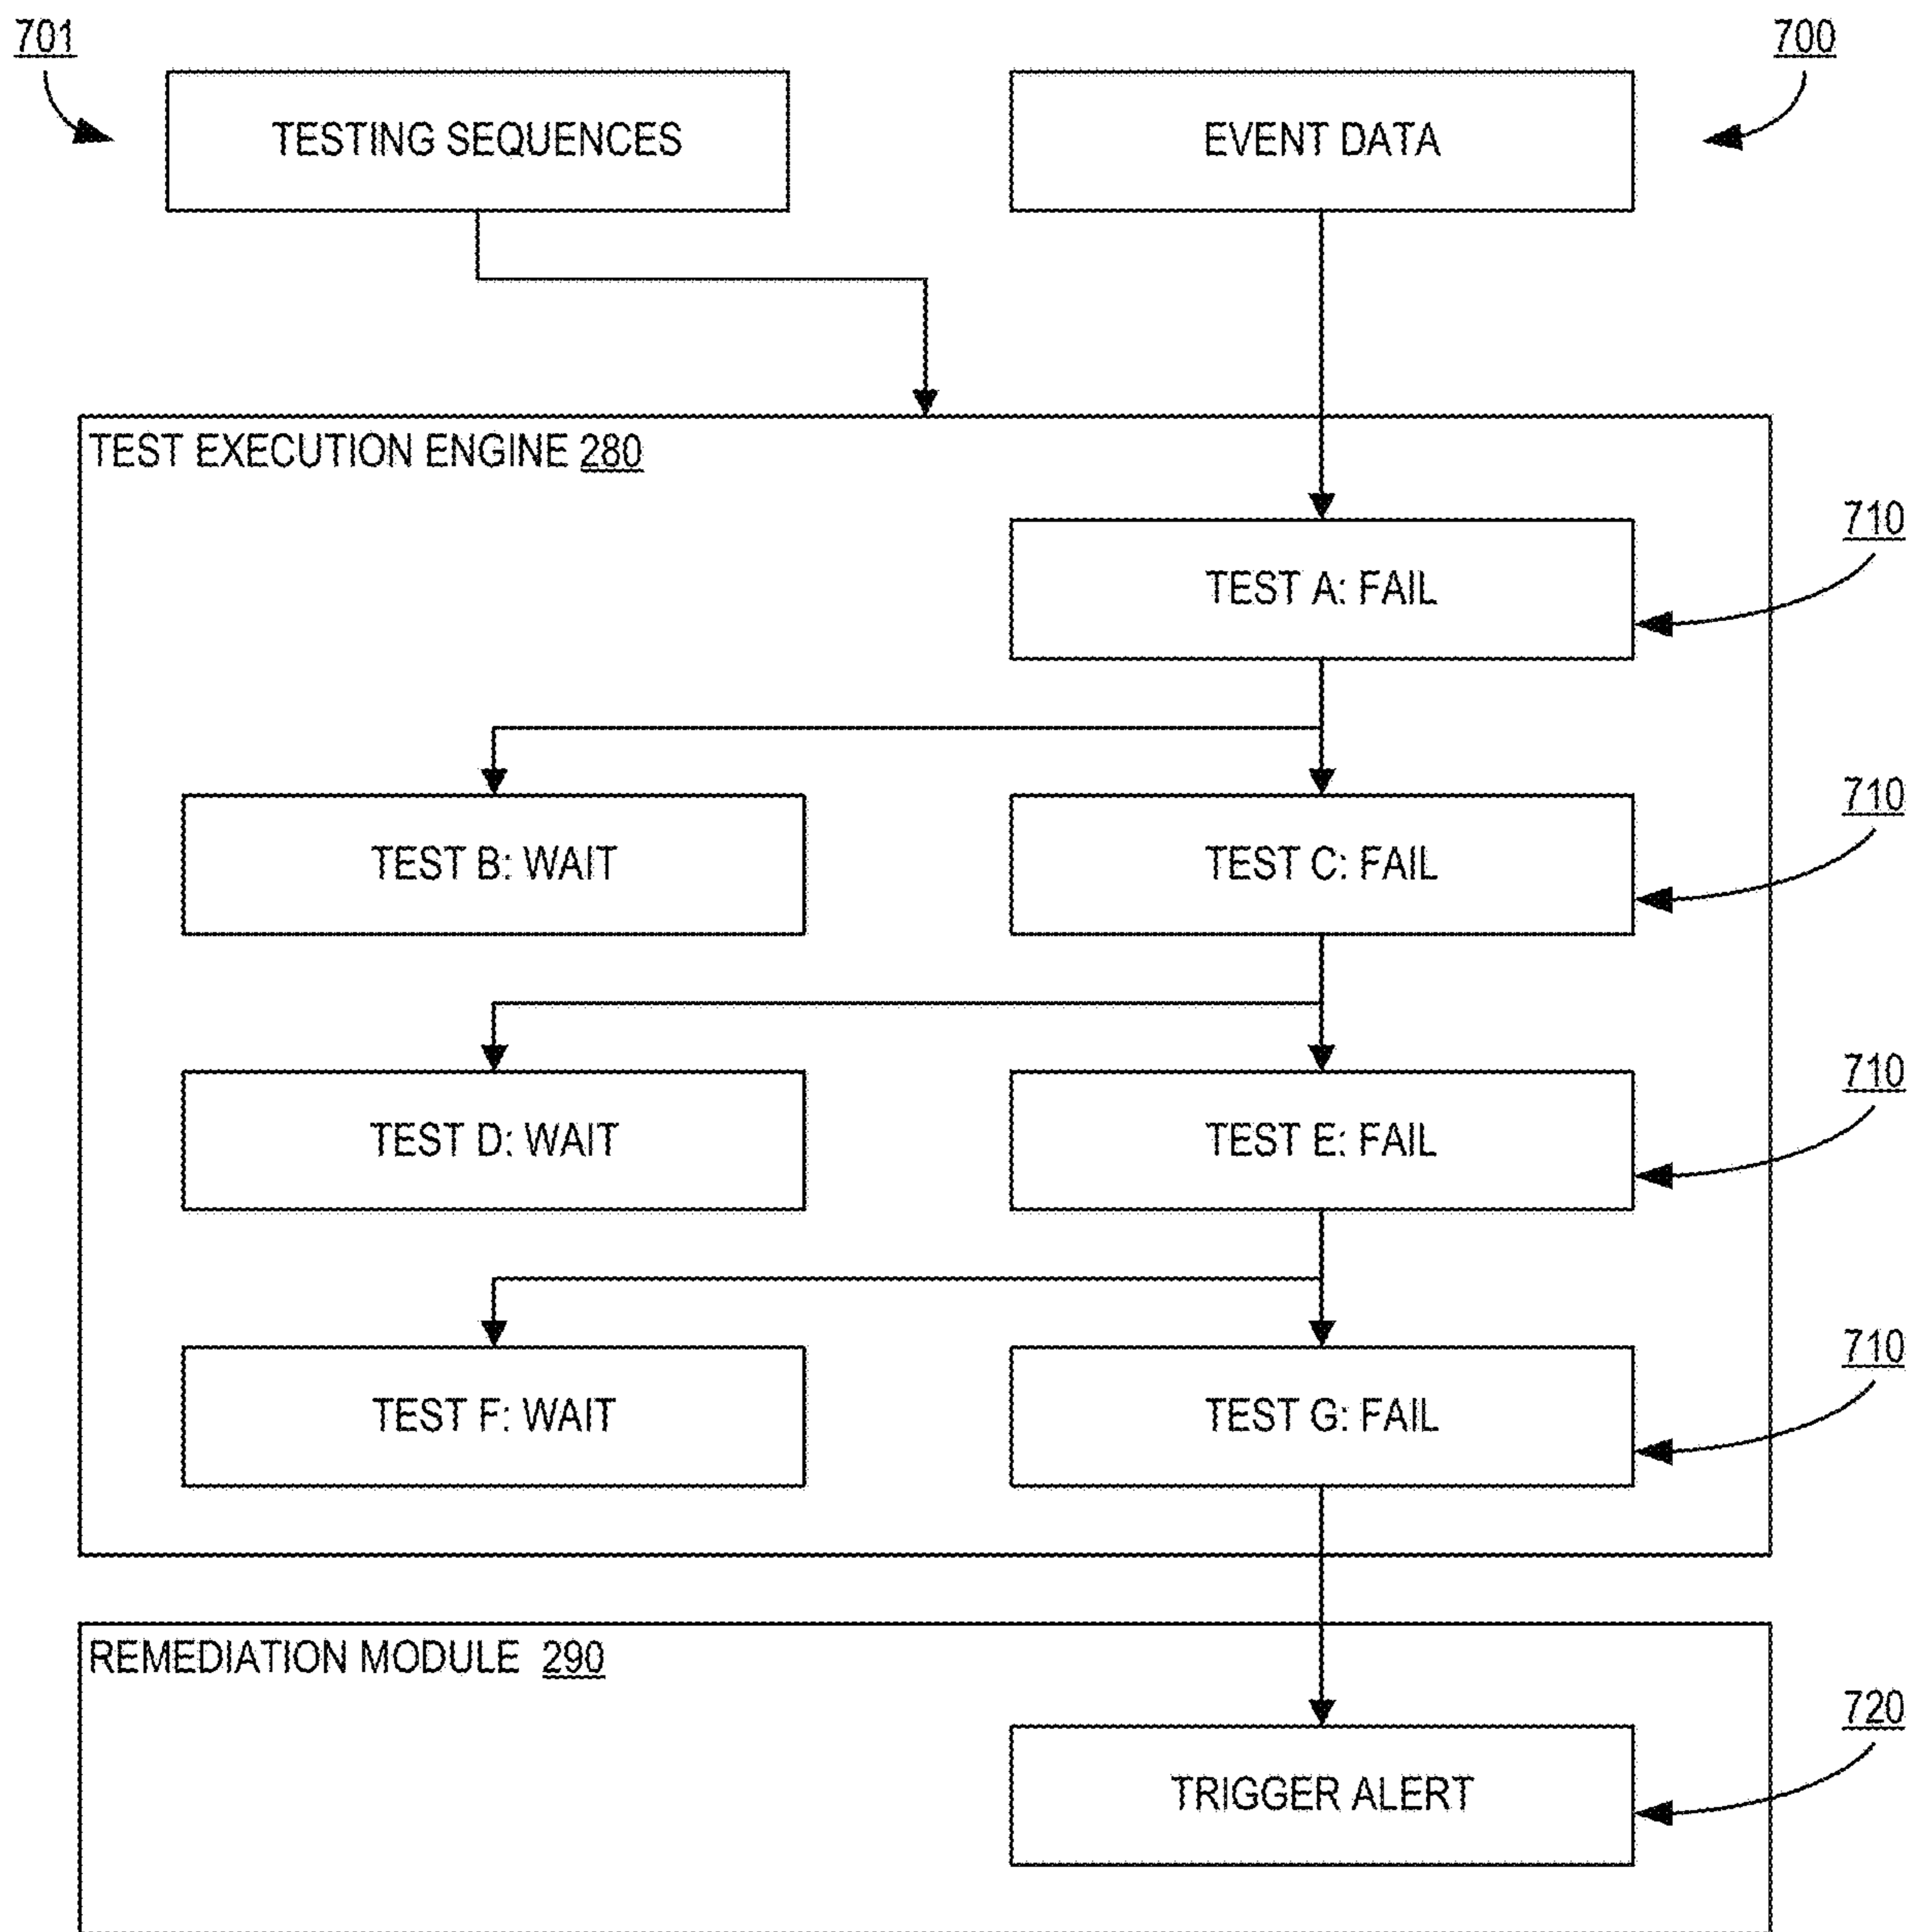 701
700
TESTING SEQUENCES
EVENT DATA
TEST EXECUTION ENGINE 280
710
TEST A: FAIL
710
TEST B: WAIT
TEST C: FAIL
710
TEST D: WAIT
TEST E: FAIL
710
TEST F: WAIT
TEST G: FAIL
REMEDIATION MODULE 290
720
TRIGGER ALERT